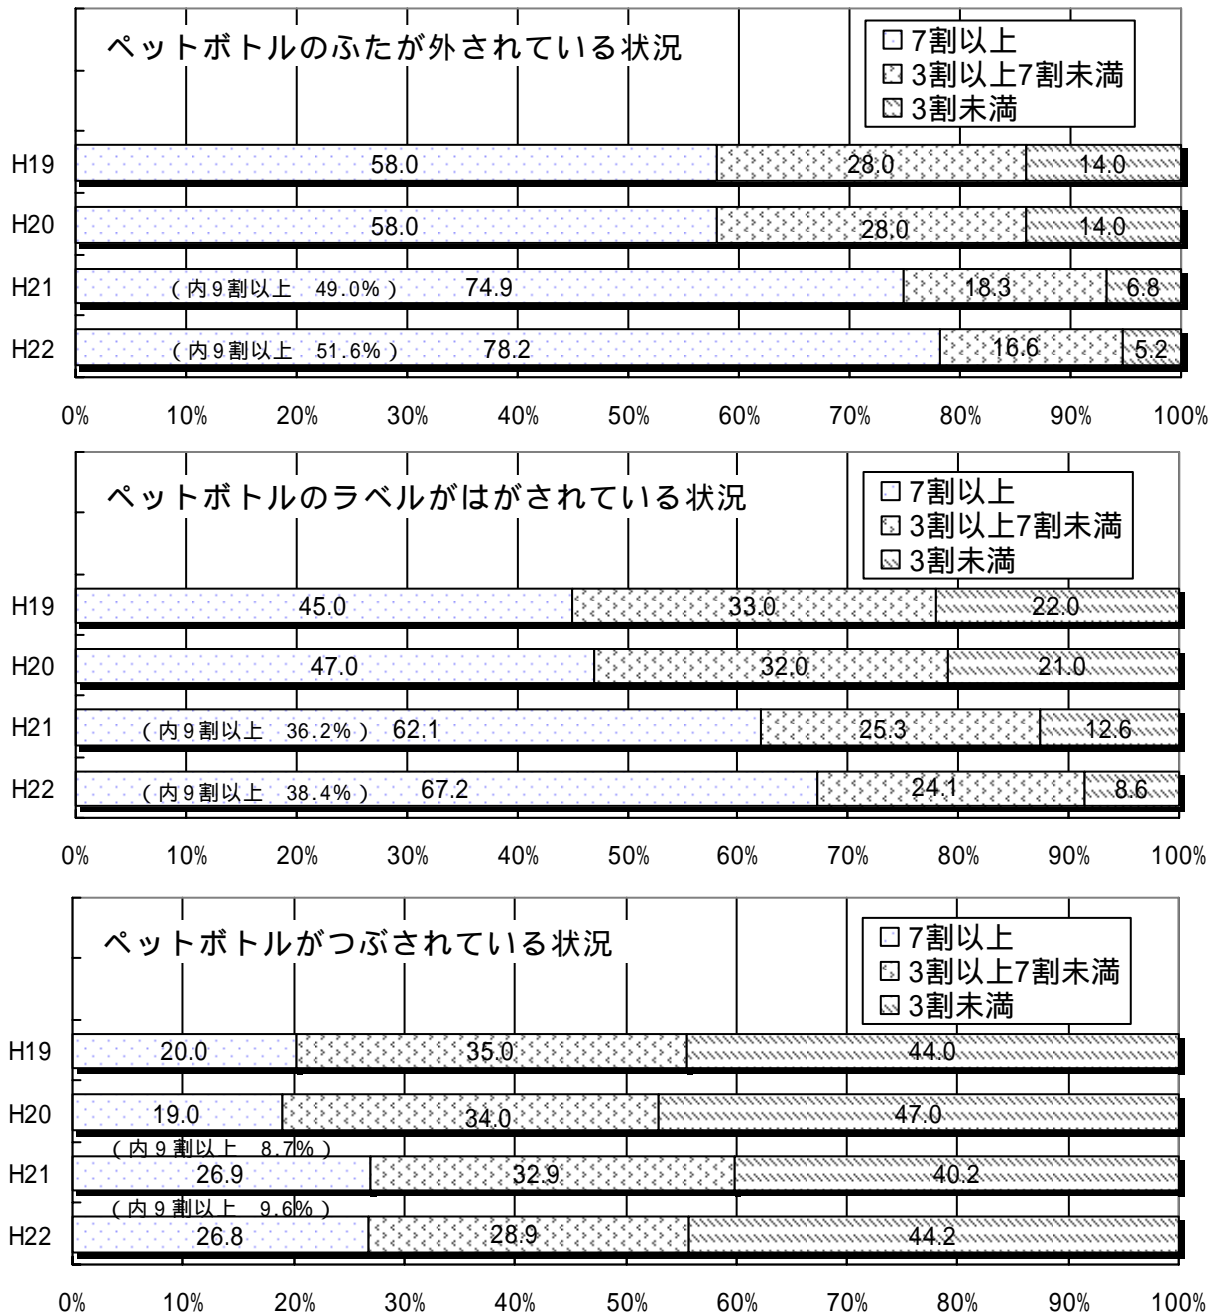 ペットボトルのふたが外されている状況
7割以上
3割以上7割未満
3割未満
H19 58.0 28.0 14.0
H20 58.0 28.0 14.0
H21 (内9割以上 49.0%) 74.9 18.3 6.8
H22 (内9割以上 51.6%) 78.2 16.6 5.2
0% 10% 20% 30% 40% 50% 60% 70% 80% 90% 100%
ペットボトルのラベルがはがされている状況
7割以上
3割以上7割未満
3割未満
H19 45.0 33.0 22.0
H20 47.0 32.0 21.0
H21 (内9割以上 36.2%) 62.1 25.3 12.6
H22 (内9割以上 38.4%) 67.2 24.1 8.6
0% 10% 20% 30% 40% 50% 60% 70% 80% 90% 100%
ペットボトルがつぶされている状況
7割以上
3割以上7割未満
3割未満
H19 20.0 35.0 44.0
H20 19.0 34.0 47.0
(内9割以上 8.7%)
H21 26.9 32.9 40.2
(内9割以上 9.6%)
H22 26.8 28.9 44.2
0% 10% 20% 30% 40% 50% 60% 70% 80% 90% 100%